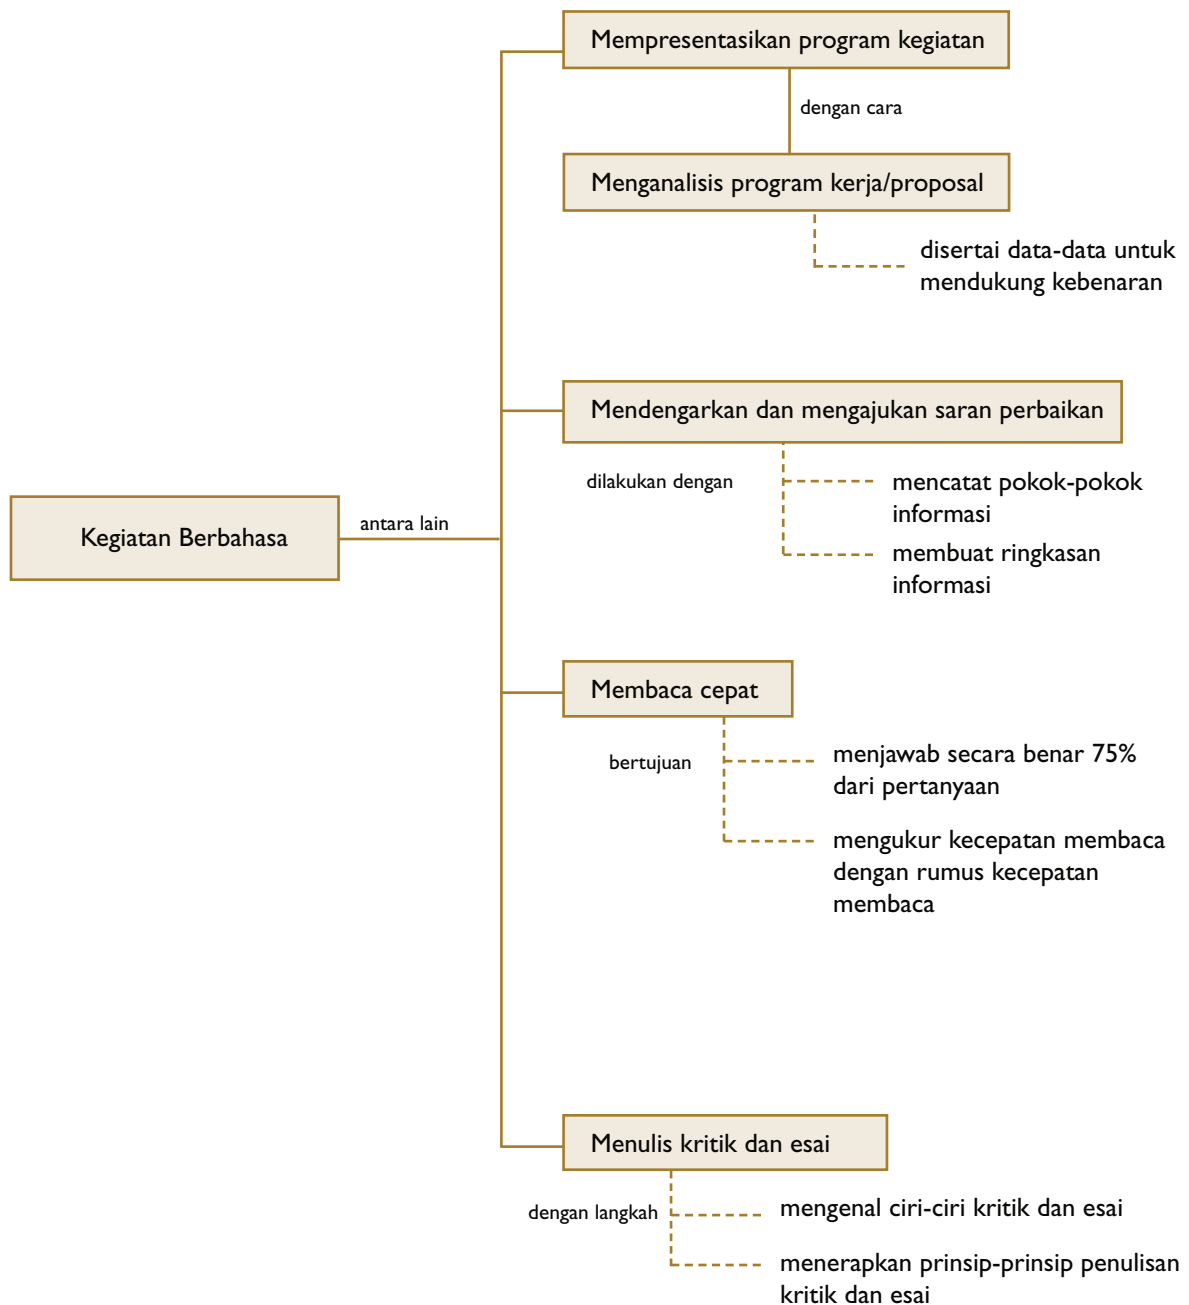 Mempresentasikan program kegiatan
dengan cara
Menganalisis program kerja/proposal
disertai data-data untuk
mendukung kebenaran
Mendengarkan dan mengajukan saran perbaikan
dilakukan dengan
mencatat pokok-pokok
informasi
membuat ringkasan
informasi
Kegiatan Berbahasa
antara lain
Membaca cepat
bertujuan
menjawab secara benar 75%
dari pertanyaan
mengukur kecepatan membaca
dengan rumus kecepatan
membaca
Menulis kritik dan esai
dengan langkah
mengenal ciri-ciri kritik dan esai
menerapkan prinsip-prinsip penulisan
kritik dan esai